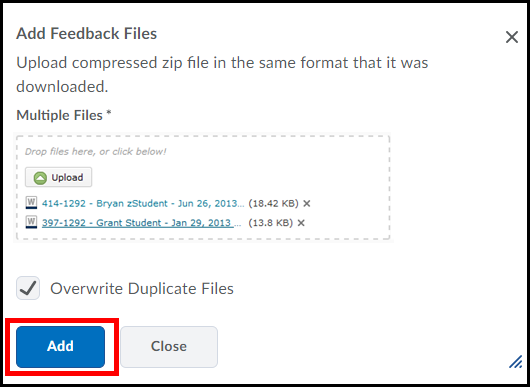 Add Feedback Files
Upload compressed zip file in the same format that it was
downloaded.
Multiple Files *
Drop files here, or click below!
Upload
414-1292 - Bryan zStudent - Jun 26, 2013... (18.42 KB)
397-1292 - Grant Student - Jan 29, 2013 ... (13.8 KB)
Overwrite Duplicate Files
Add Close